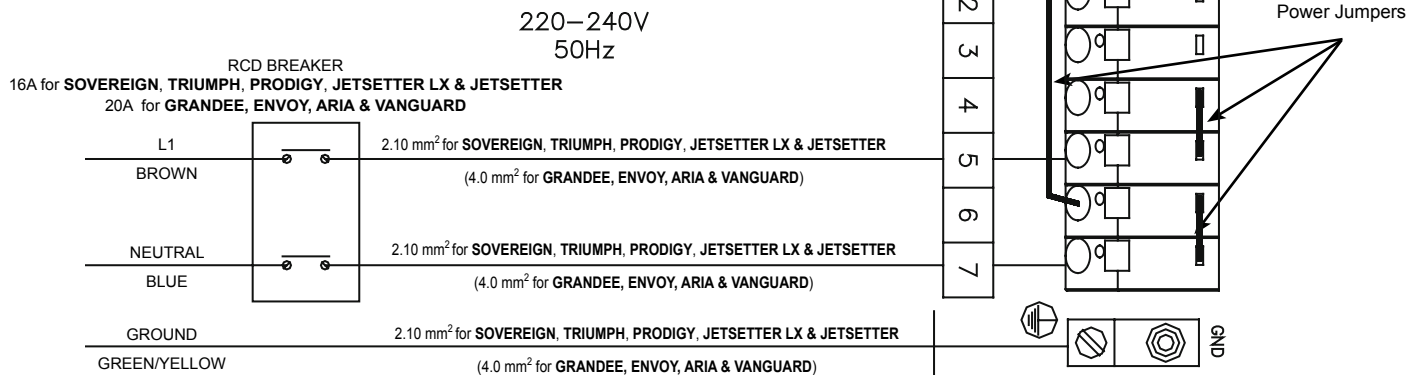 220–240V
50Hz
Power Jumpers
RCD BREAKER
16A for SOVEREIGN, TRIUMPH, PRODIGY, JETSETTER LX & JETSETTER
20A for GRANDEE, ENVOY, ARIA & VANGUARD
L1
BROWN
2.10 mm² for SOVEREIGN, TRIUMPH, PRODIGY, JETSETTER LX & JETSETTER
(4.0 mm² for GRANDEE, ENVOY, ARIA & VANGUARD)
NEUTRAL
BLUE
2.10 mm² for SOVEREIGN, TRIUMPH, PRODIGY, JETSETTER LX & JETSETTER
(4.0 mm² for GRANDEE, ENVOY, ARIA & VANGUARD)
GROUND
GREEN/YELLOW
2.10 mm² for SOVEREIGN, TRIUMPH, PRODIGY, JETSETTER LX & JETSETTER
(4.0 mm² for GRANDEE, ENVOY, ARIA & VANGUARD)
2
3
4
5
6
7
GND